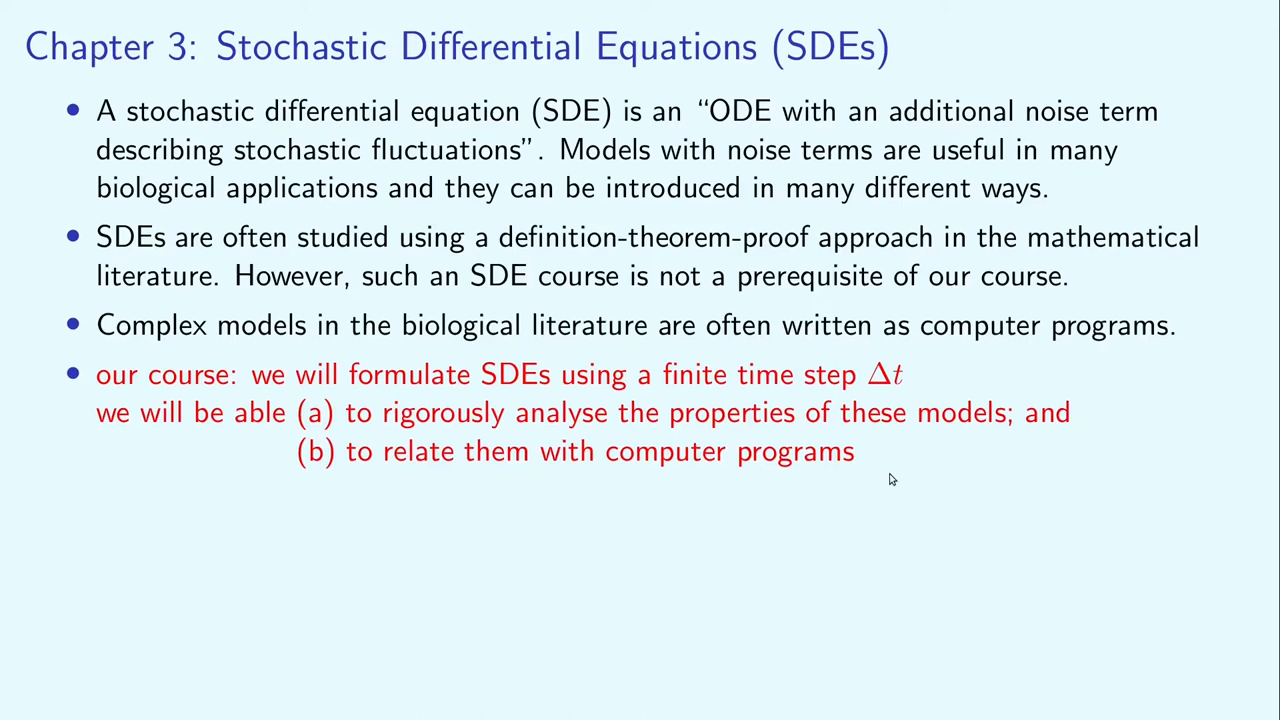 Chapter 3: Stochastic Differential Equations (SDEs)
• A stochastic differential equation (SDE) is an “ODE with an additional noise term
describing stochastic fluctuations”. Models with noise terms are useful in many
biological applications and they can be introduced in many different ways.
• SDEs are often studied using a definition-theorem-proof approach in the mathematical
literature. However, such an SDE course is not a prerequisite of our course.
• Complex models in the biological literature are often written as computer programs.
• our course: we will formulate SDEs using a finite time step Δt
we will be able (a) to rigorously analyse the properties of these models; and
(b) to relate them with computer programs